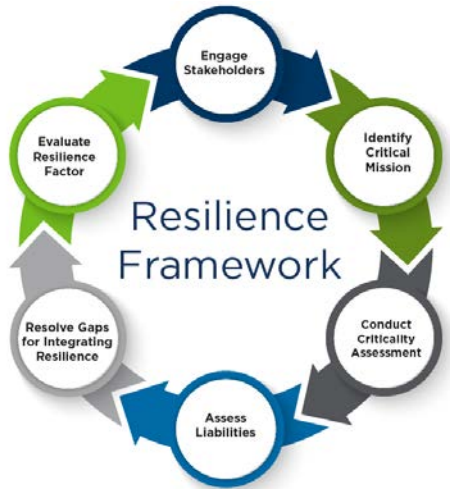 Engage
Stakeholders
Identify
Critical
Mission
Conduct
Criticality
Assessment
Assess
Liabilities
Resolve Gaps
for Integrating
Resilience
Evaluate
Resilience
Factor
Resilience
Framework